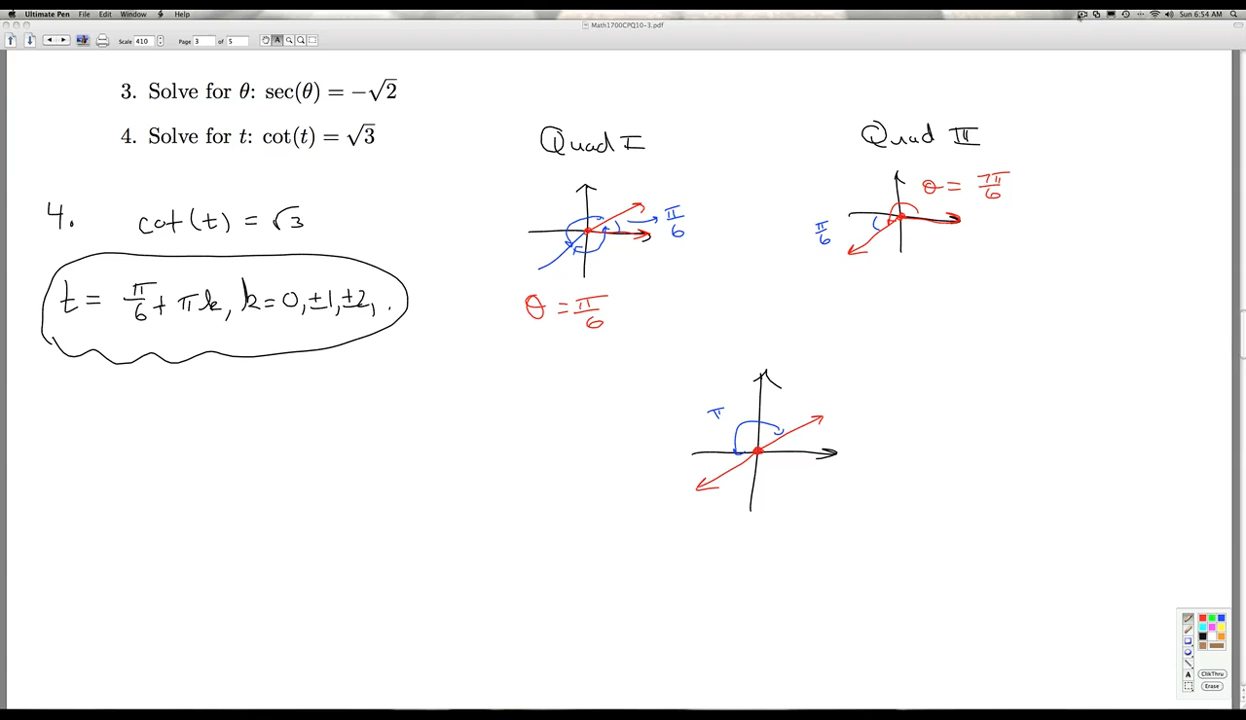 Ultimate Pen File Edit Window Help Sun 6:54 AM
Math1700CPQ10-3.pdf
Scale 410 Page 3 of 5
3. Solve for θ: sec(θ) = −√2
4. Solve for t: cot(t) = √3
Quad I
Quad III
4.
cot(t) = √3
t = π/6 + πk, k=0,±1,±2, .
π/6
θ = π/6
θ = 7π/6
π/6
π
A
ClikThru
Erase